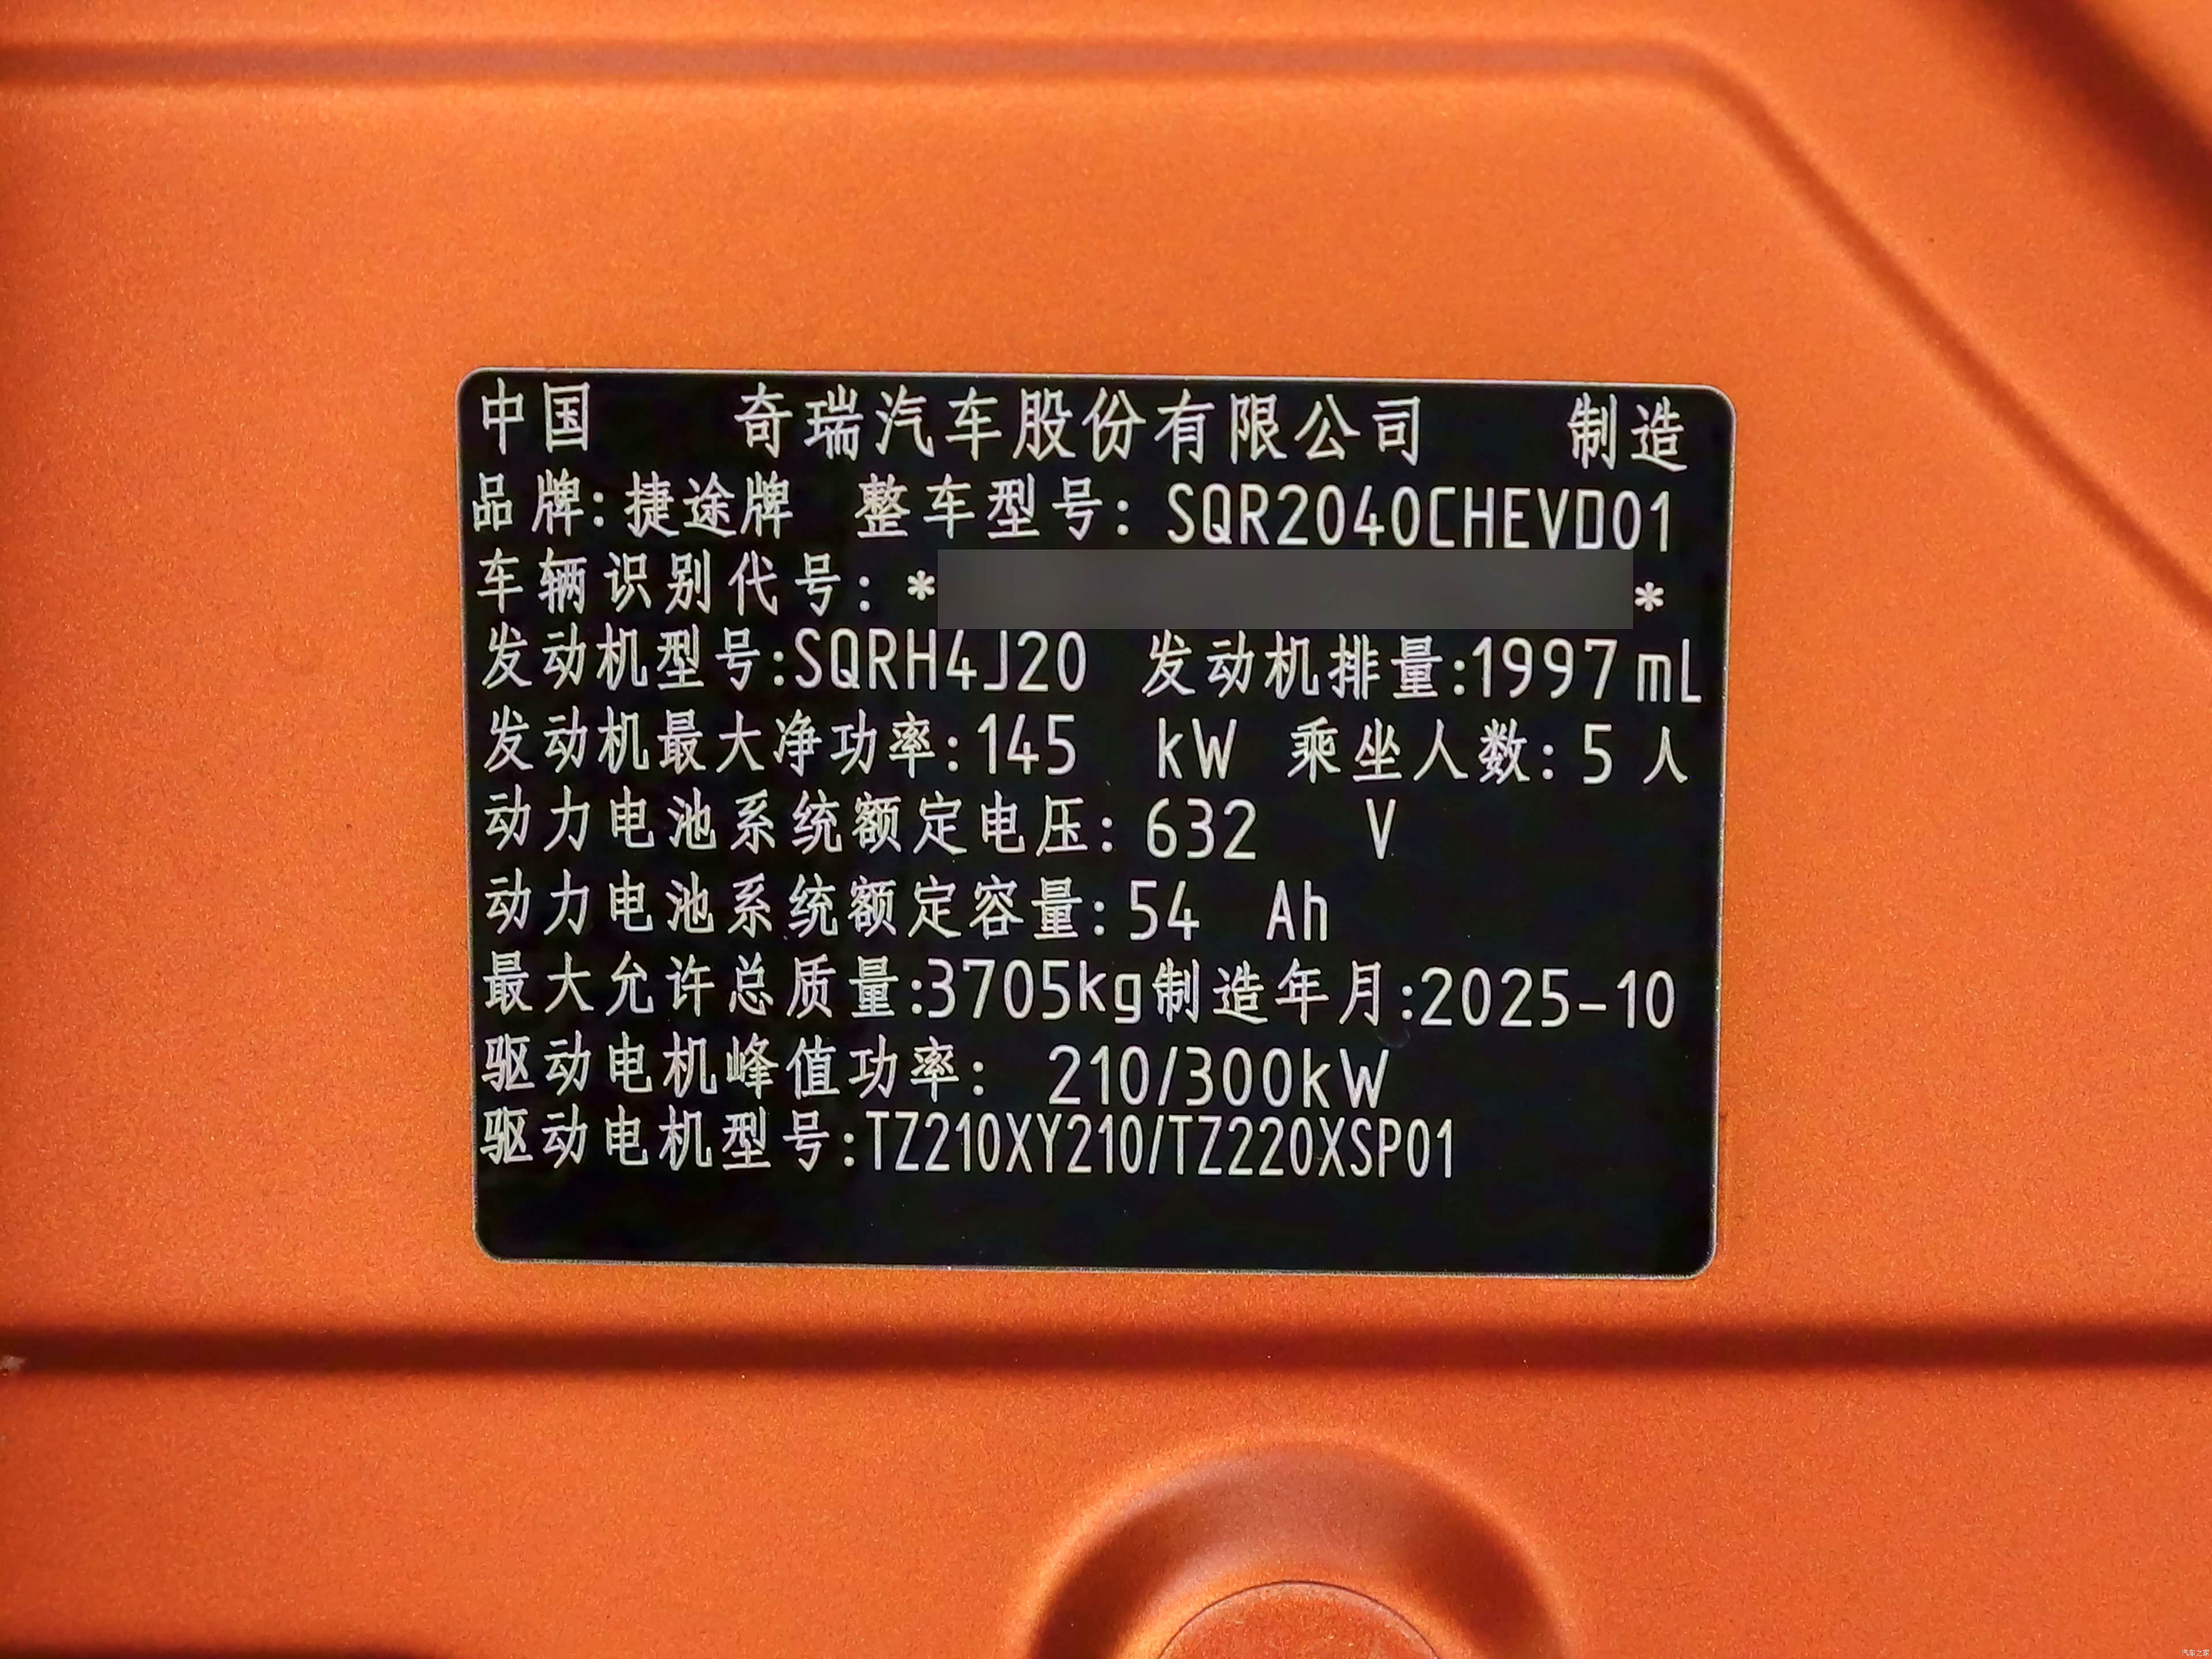 中国 奇瑞汽车股份有限公司 制造
品牌:捷途牌 整车型号: SQR2040CHEVD01
车辆识别代号: * *
发动机型号:SQRH4J20 发动机排量:1997 mL
发动机最大净功率:145 kW 乘坐人数: 5 人
动力电池系统额定电压: 632 V
动力电池系统额定容量:54 Ah
最大允许总质量:3705kg制造年月:2025-10
驱动电机峰值功率: 210/300kW
驱动电机型号:TZ210XY210/TZ220XSP01
汽车之家